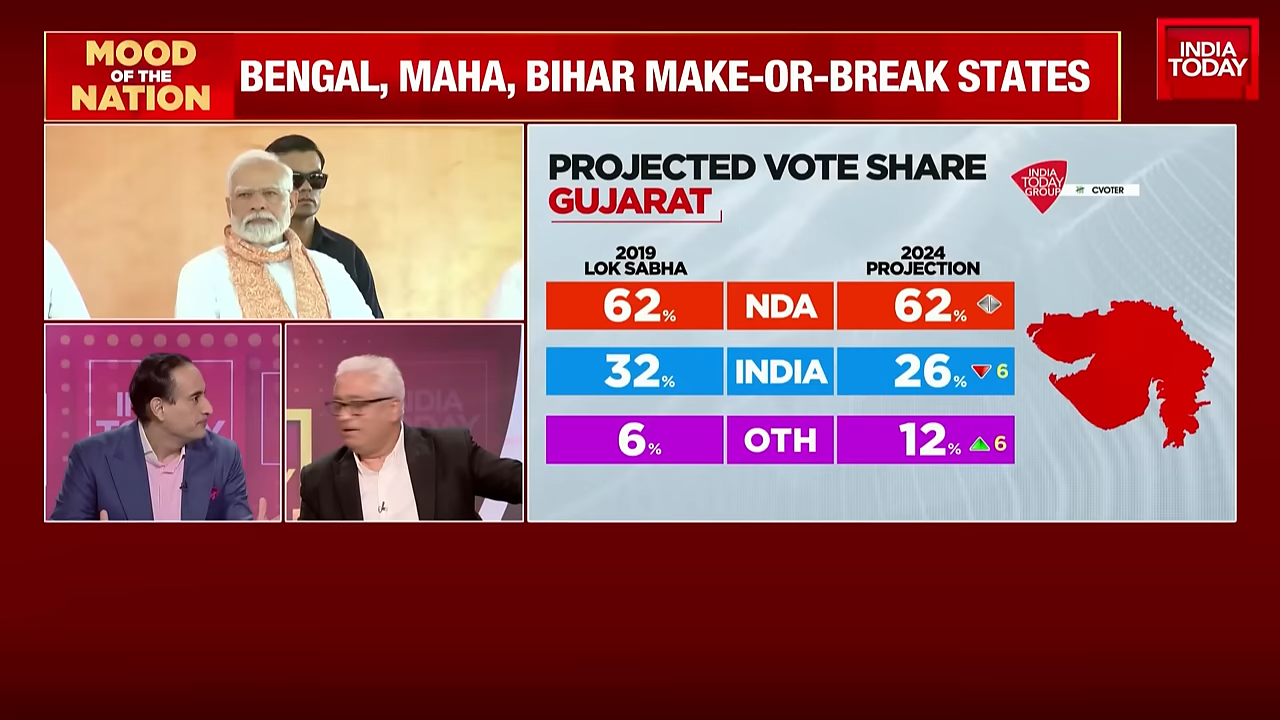 MOOD
OF THE
NATION
BENGAL, MAHA, BIHAR MAKE-OR-BREAK STATES
INDIA
TODAY
PROJECTED VOTE SHARE
GUJARAT
INDIA
TODAY
GROUP
CVOTER
2019
LOK SABHA
2024
PROJECTION
62%
NDA
62%
32%
INDIA
26% 6
6%
OTH
12% 6